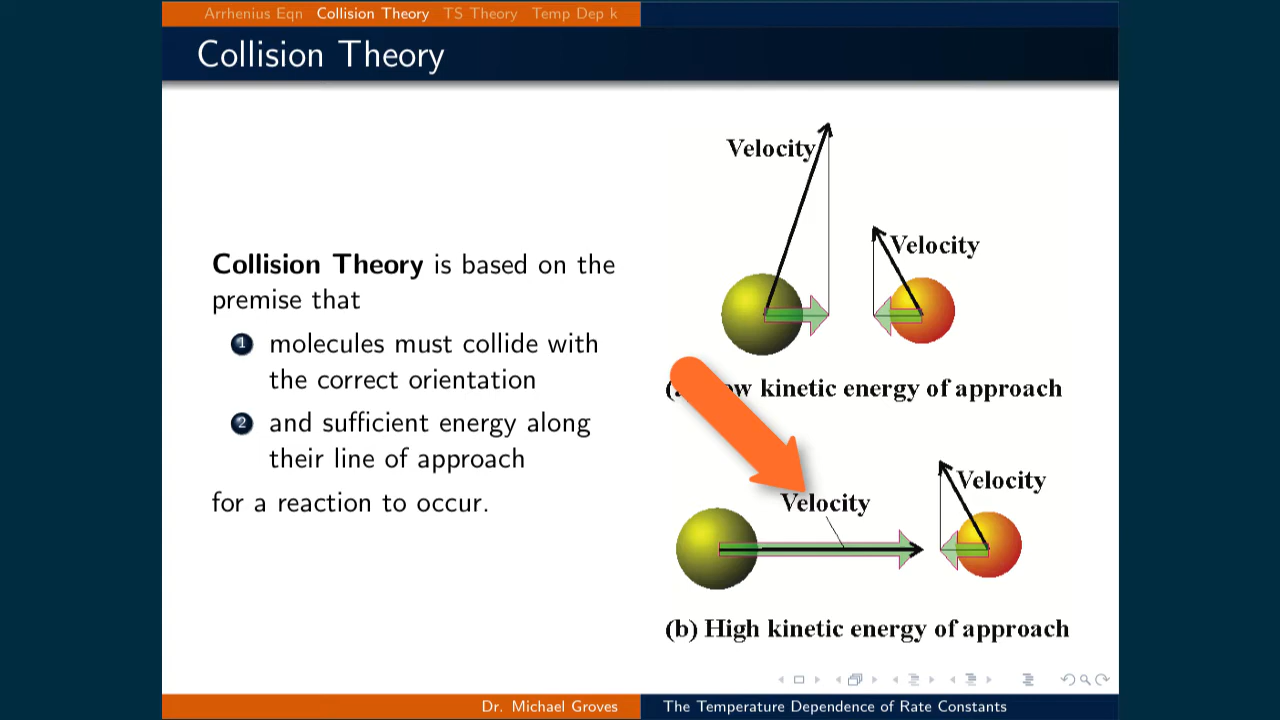 Arrhenius Eqn Collision Theory TS Theory Temp Dep k
Collision Theory
Collision Theory is based on the
premise that
1 molecules must collide with
the correct orientation
2 and sufficient energy along
their line of approach
for a reaction to occur.
Velocity
Velocity
kinetic energy of approach
Velocity
Velocity
(b) High kinetic energy of approach
Dr. Michael Groves
The Temperature Dependence of Rate Constants